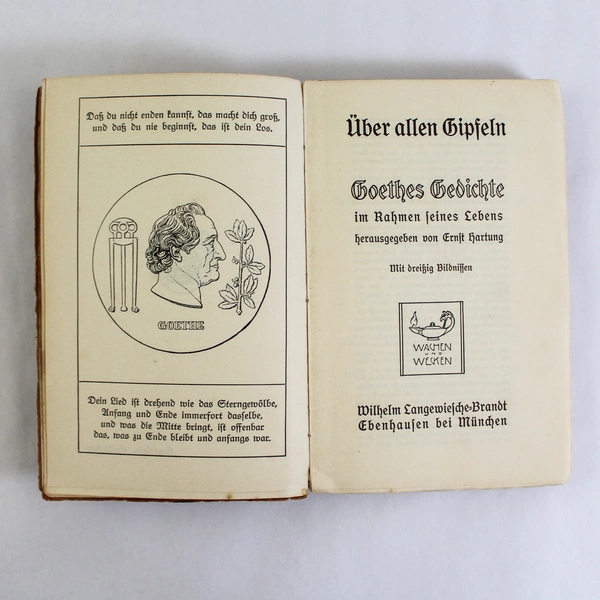 Daß du nicht enden kannst, das macht dich groß,
und daß du nie beginnst, das ist dein Los.
GOETHE
Dein Lied ist drehend wie das Sterngewölbe,
Anfang und Ende immerfort dasselbe,
und was die Mitte bringt, ist offenbar
das, was zu Ende bleibt und anfangs war.
Über allen Gipfeln
Goethes Gedichte
im Rahmen seines Lebens
herausgegeben von Ernst Hartung
Mit dreißig Bildnissen
WACHEN
UND
WECKEN
Wilhelm Langewiesche-Brandt
Ebenhausen bei München